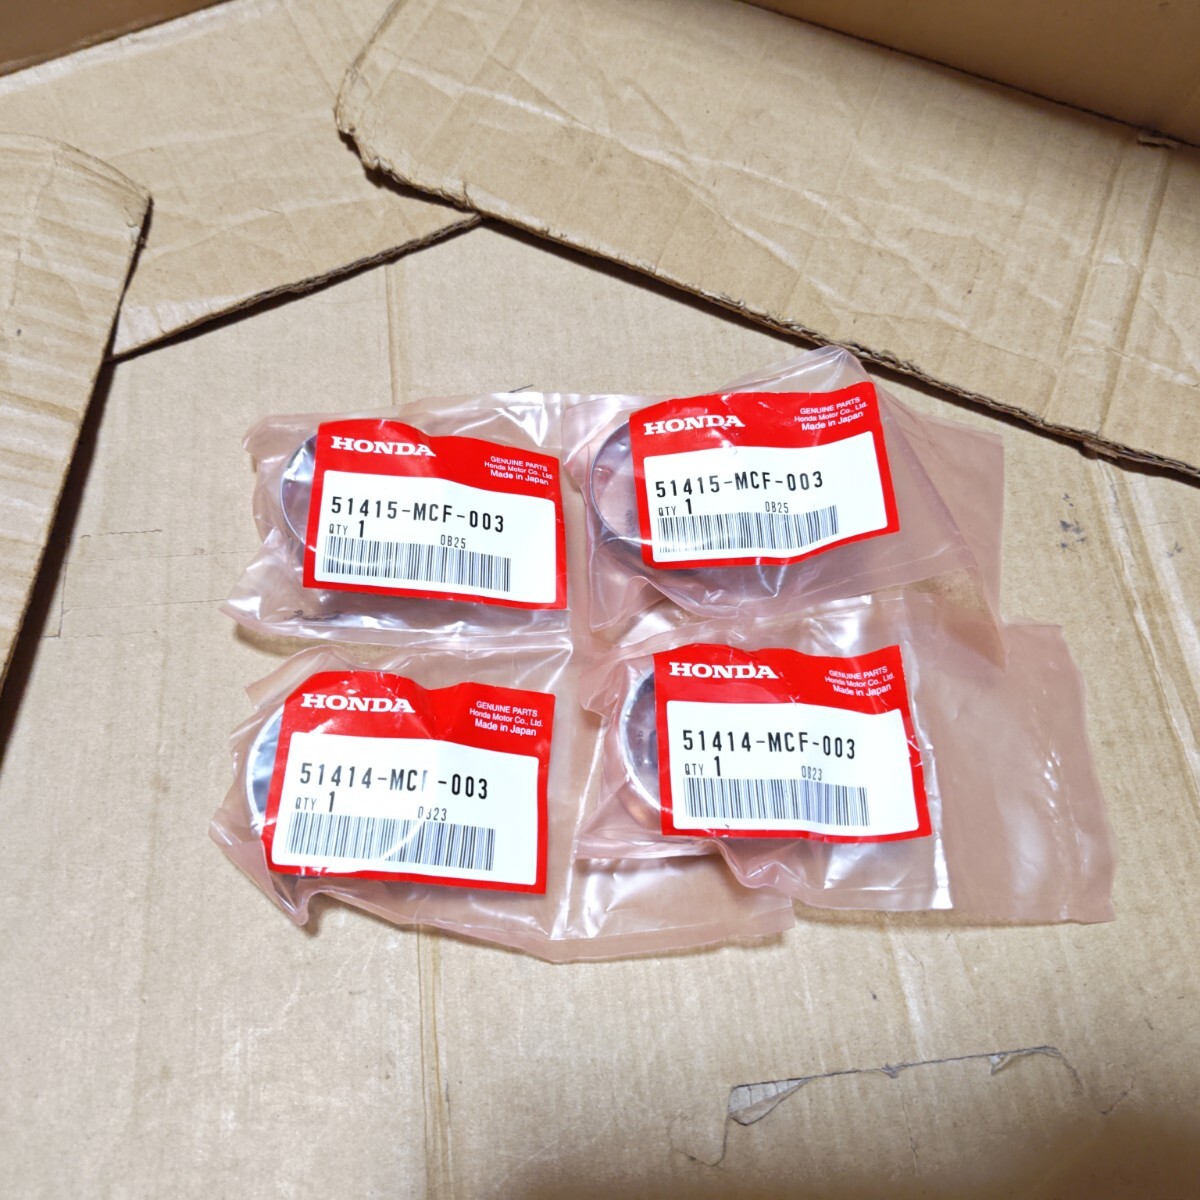 HONDA
GENUINE PARTS
Honda Motor Co., Ltd.
Made in Japan
51415-MCF-003
QTY 1 0B25
HONDA
GENUINE PARTS
Honda Motor Co., Ltd.
Made in Japan
51415-MCF-003
QTY 1 0B25
HONDA
GENUINE PARTS
Honda Motor Co., Ltd.
Made in Japan
51414-MCF-003
QTY 1 0B23
HONDA
GENUINE PARTS
Honda Motor Co., Ltd.
Made in Japan
51414-MCF-003
QTY 1 0B23